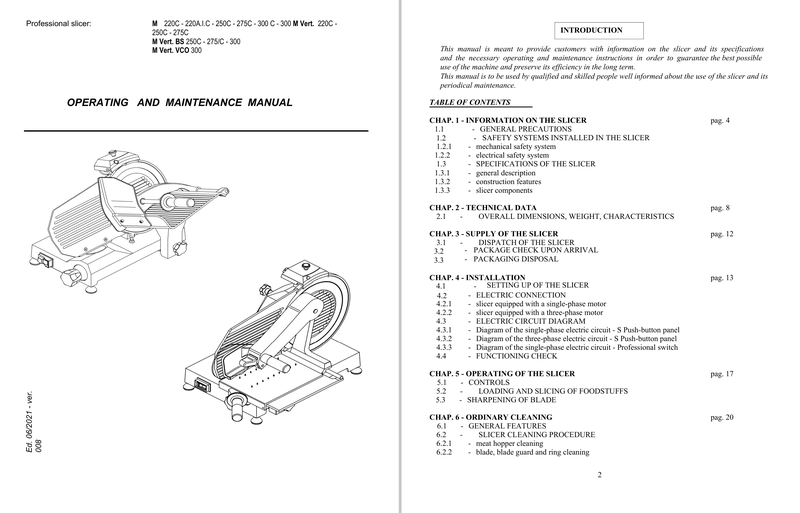 Professional slicer:
M 220C - 220A.I.C - 250C - 275C - 300 C - 300 M Vert. 220C -
250C - 275C
M Vert. BS 250C - 275/C - 300
M Vert. VCO 300
OPERATING AND MAINTENANCE MANUAL
Ed. 06/2021 - ver.
008
INTRODUCTION
This manual is meant to provide customers with information on the slicer and its specifications
and the necessary operating and maintenance instructions in order to guarantee the best possible
use of the machine and preserve its efficiency in the long term.
This manual is to be used by qualified and skilled people well informed about the use of the slicer and its
periodical maintenance.
TABLE OF CONTENTS
CHAP. 1 - INFORMATION ON THE SLICER pag. 4
1.1 - GENERAL PRECAUTIONS
1.2 - SAFETY SYSTEMS INSTALLED IN THE SLICER
1.2.1 - mechanical safety system
1.2.2 - electrical safety system
1.3 - SPECIFICATIONS OF THE SLICER
1.3.1 - general description
1.3.2 - construction features
1.3.3 - slicer components
CHAP. 2 - TECHNICAL DATA pag. 8
2.1 - OVERALL DIMENSIONS, WEIGHT, CHARACTERISTICS
CHAP. 3 - SUPPLY OF THE SLICER pag. 12
3.1 - DISPATCH OF THE SLICER
3.2 - PACKAGE CHECK UPON ARRIVAL
3.3 - PACKAGING DISPOSAL
CHAP. 4 - INSTALLATION pag. 13
4.1 - SETTING UP OF THE SLICER
4.2 - ELECTRIC CONNECTION
4.2.1 - slicer equipped with a single-phase motor
4.2.2 - slicer equipped with a three-phase motor
4.3 - ELECTRIC CIRCUIT DIAGRAM
4.3.1 - Diagram of the single-phase electric circuit - S Push-button panel
4.3.2 - Diagram of the three-phase electric circuit - S Push-button panel
4.3.3 - Diagram of the single-phase electric circuit - Professional switch
4.4 - FUNCTIONING CHECK
CHAP. 5 - OPERATING OF THE SLICER pag. 17
5.1 - CONTROLS
5.2 - LOADING AND SLICING OF FOODSTUFFS
5.3 - SHARPENING OF BLADE
CHAP. 6 - ORDINARY CLEANING pag. 20
6.1 - GENERAL FEATURES
6.2 - SLICER CLEANING PROCEDURE
6.2.1 - meat hopper cleaning
6.2.2 - blade, blade guard and ring cleaning
2